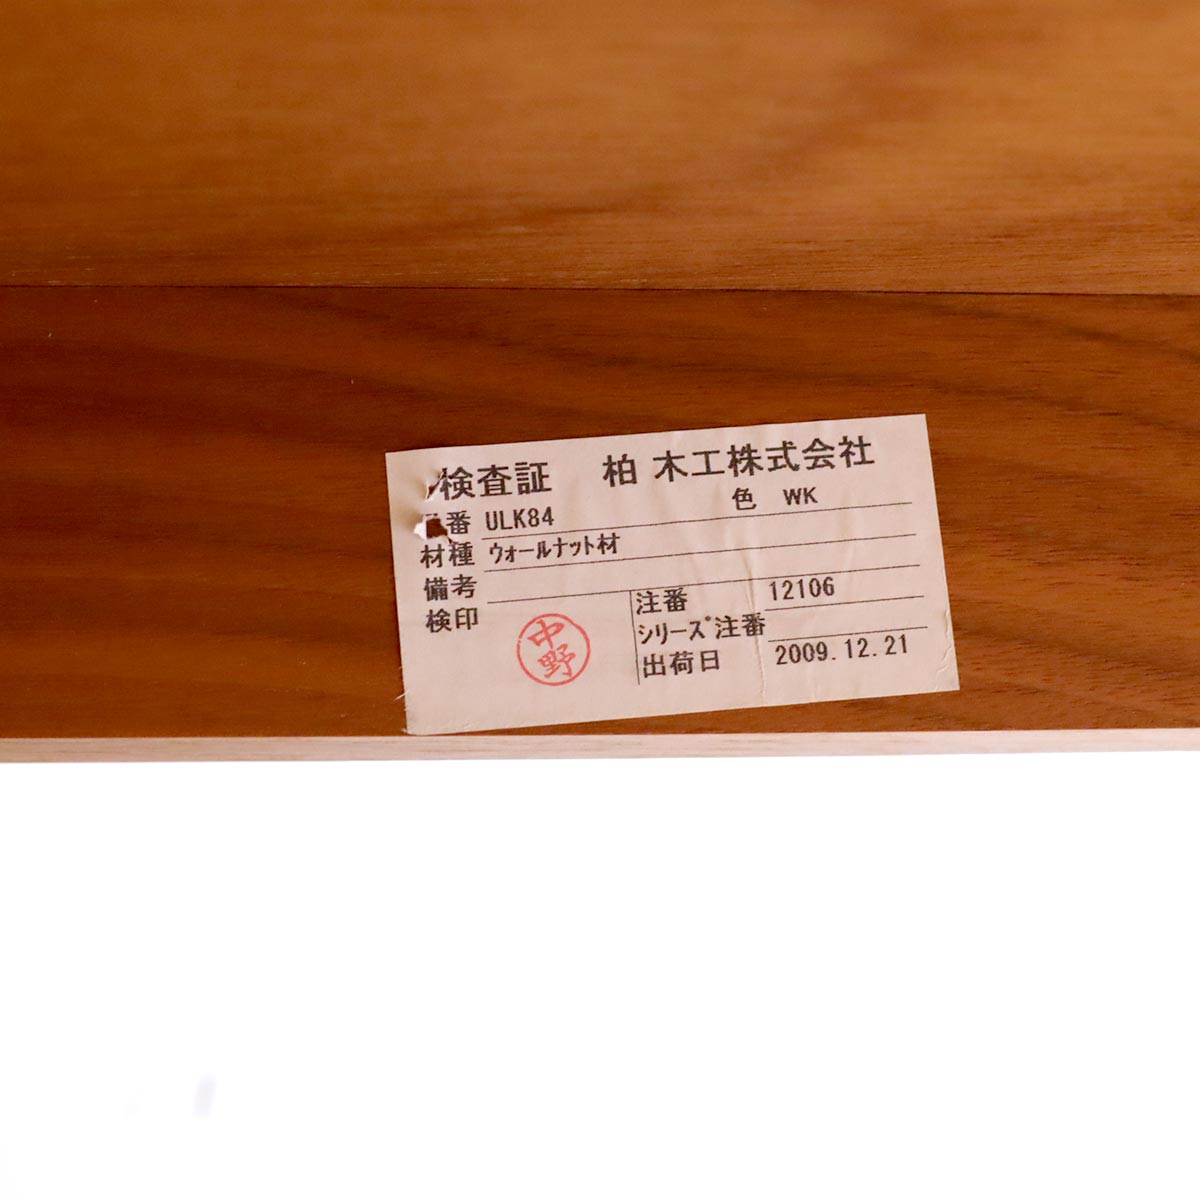 検査証 柏木工株式会社
番 ULK84 色 WK
材種 ウォールナット材
備考
検印 中野
注番 12106
シリーズ注番
出荷日 2009.12.21